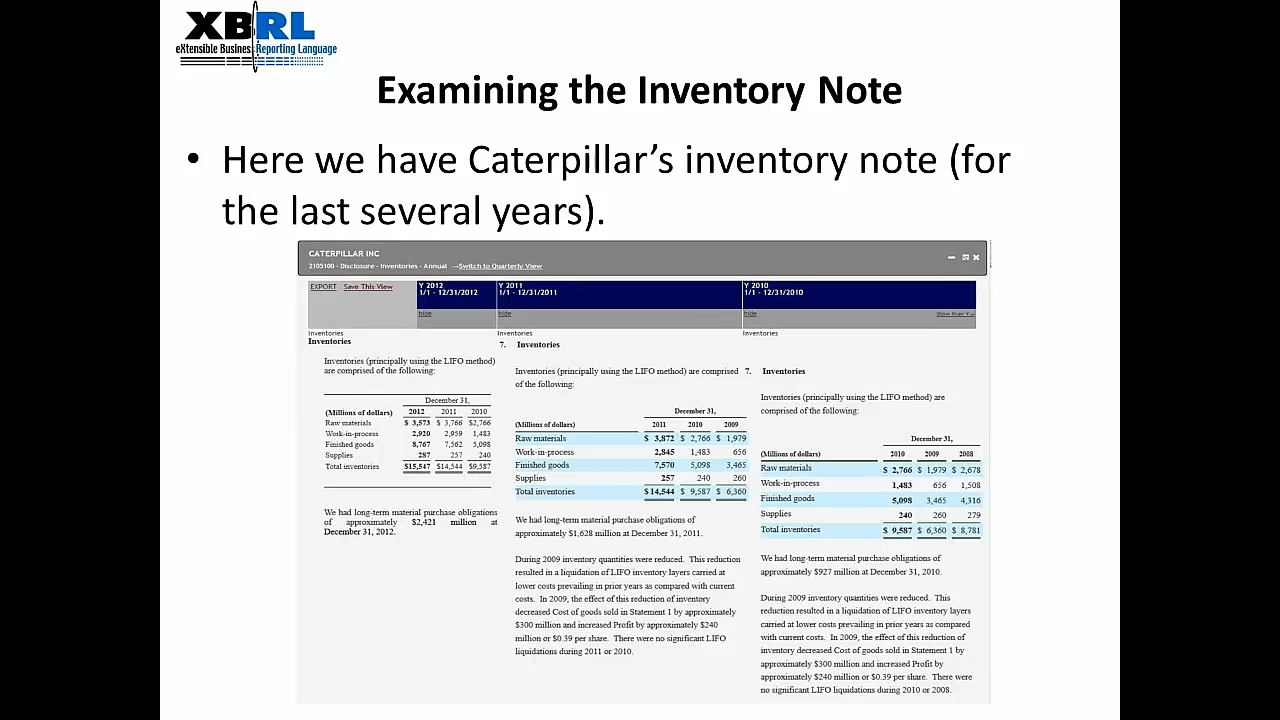 XBRL
eXtensible Business Reporting Language
Examining the Inventory Note
• Here we have Caterpillar’s inventory note (for
the last several years).
CATERPILLAR INC
2105100 - Disclosure - Inventories - Annual →Switch to Quarterly View
EXPORT Save This View
Y 2012
1/1 - 12/31/2012
hide
Y 2011
1/1 - 12/31/2011
hide
Y 2010
1/1 - 12/31/2010
hide
Inventories
Inventories
Inventories (principally using the LIFO method)
are comprised of the following:
December 31,
(Millions of dollars) 2012 2011 2010
Raw materials $ 3,573 $ 3,766 $2,766
Work-in-process 2,920 2,959 1,483
Finished goods 8,767 7,562 5,098
Supplies 287 257 240
Total inventories $15,547 $14,544 $9,587
We had long-term material purchase obligations
of approximately $2,421 million at
December 31, 2012.
Inventories
7. Inventories
Inventories (principally using the LIFO method) are comprised
of the following:
December 31,
(Millions of dollars) 2011 2010 2009
Raw materials $ 3,872 $ 2,766 $ 1,979
Work-in-process 2,845 1,483 656
Finished goods 7,570 5,098 3,465
Supplies 257 240 260
Total inventories $ 14,544 $ 9,587 $ 6,360
We had long-term material purchase obligations of
approximately $1,628 million at December 31, 2011.
During 2009 inventory quantities were reduced. This reduction
resulted in a liquidation of LIFO inventory layers carried at
lower costs prevailing in prior years as compared with current
costs. In 2009, the effect of this reduction of inventory
decreased Cost of goods sold in Statement 1 by approximately
$300 million and increased Profit by approximately $240
million or $0.39 per share. There were no significant LIFO
liquidations during 2011 or 2010.
Inventories
7. Inventories
Inventories (principally using the LIFO method) are
comprised of the following:
December 31,
(Millions of dollars) 2010 2009 2008
Raw materials $ 2,766 $ 1,979 $ 2,678
Work-in-process 1,483 656 1,508
Finished goods 5,098 3,465 4,316
Supplies 240 260 279
Total inventories $ 9,587 $ 6,360 $ 8,781
We had long-term material purchase obligations of
approximately $927 million at December 31, 2010.
During 2009 inventory quantities were reduced. This
reduction resulted in a liquidation of LIFO inventory layers
carried at lower costs prevailing in prior years as compared
with current costs. In 2009, the effect of this reduction of
inventory decreased Cost of goods sold in Statement 1 by
approximately $300 million and increased Profit by
approximately $240 million or $0.39 per share. There were
no significant LIFO liquidations during 2010 or 2008.